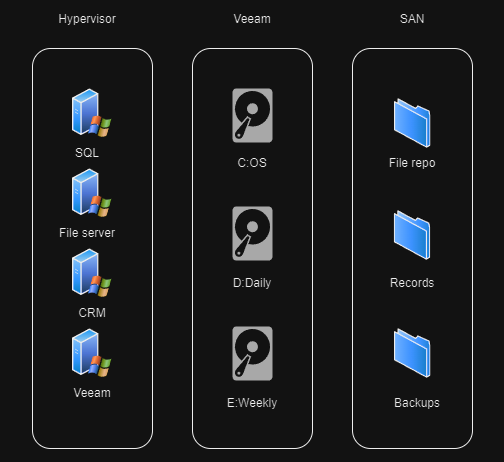 Hypervisor
Veeam
SAN
SQL
File server
CRM
Veeam
C:OS
D:Daily
E:Weekly
File repo
Records
Backups